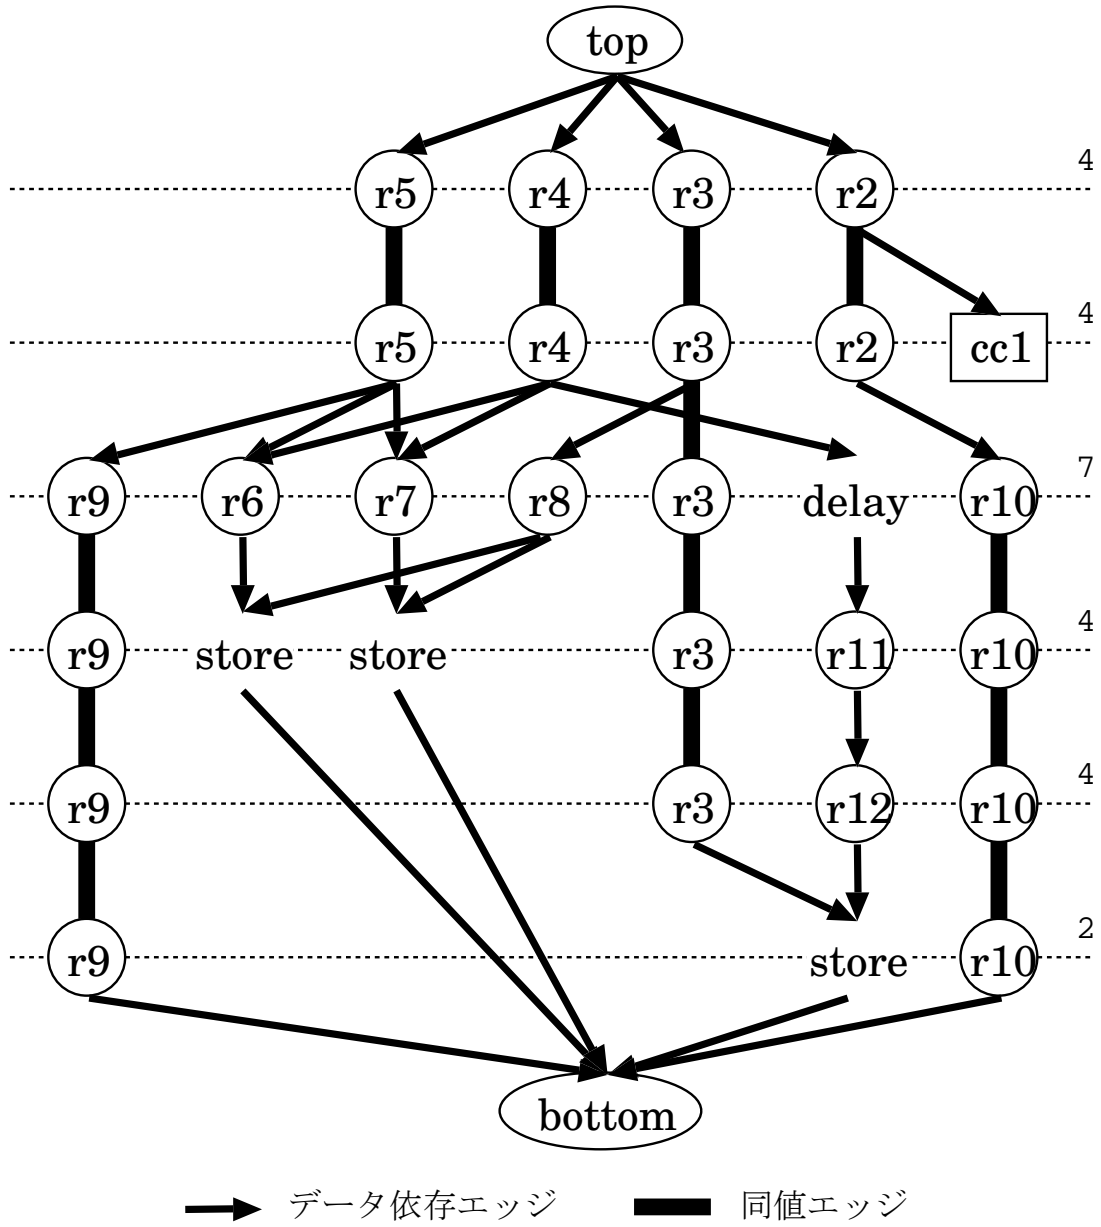 top
4
r5 r4 r3 r2
4
r5 r4 r3 r2 cc1
7
r9 r6 r7 r8 r3 delay r10
4
r9 store store r3 r11 r10
4
r9 r3 r12 r10
2
r9 store r10
bottom
データ依存エッジ 同値エッジ